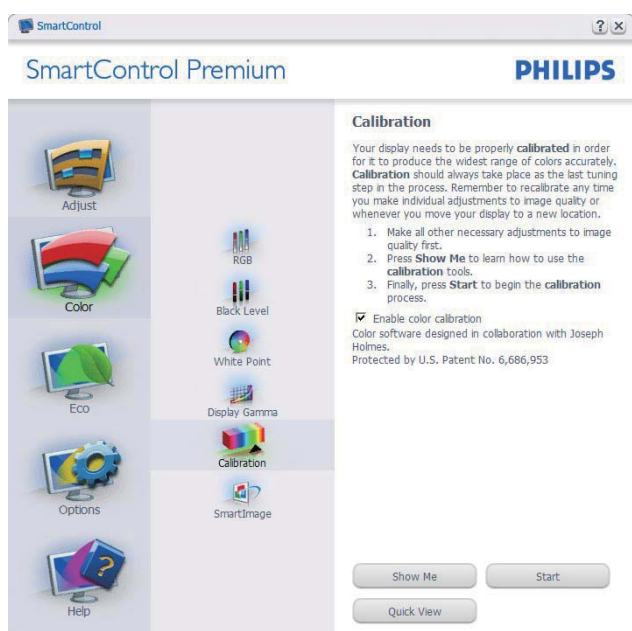 SmartControl
? ×
SmartControl Premium
PHILIPS
Adjust
Color
Eco
Options
Help
RGB
Black Level
White Point
Display Gamma
Calibration
SmartImage
Calibration
Your display needs to be properly calibrated in order
for it to produce the widest range of colors accurately.
Calibration should always take place as the last tuning
step in the process. Remember to recalibrate any time
you make individual adjustments to image quality or
whenever you move your display to a new location.
1. Make all other necessary adjustments to image
quality first.
2. Press Show Me to learn how to use the
calibration tools.
3. Finally, press Start to begin the calibration
process.
Enable color calibration
Color software designed in collaboration with Joseph
Holmes.
Protected by U.S. Patent No. 6,686,953
Show Me
Start
Quick View